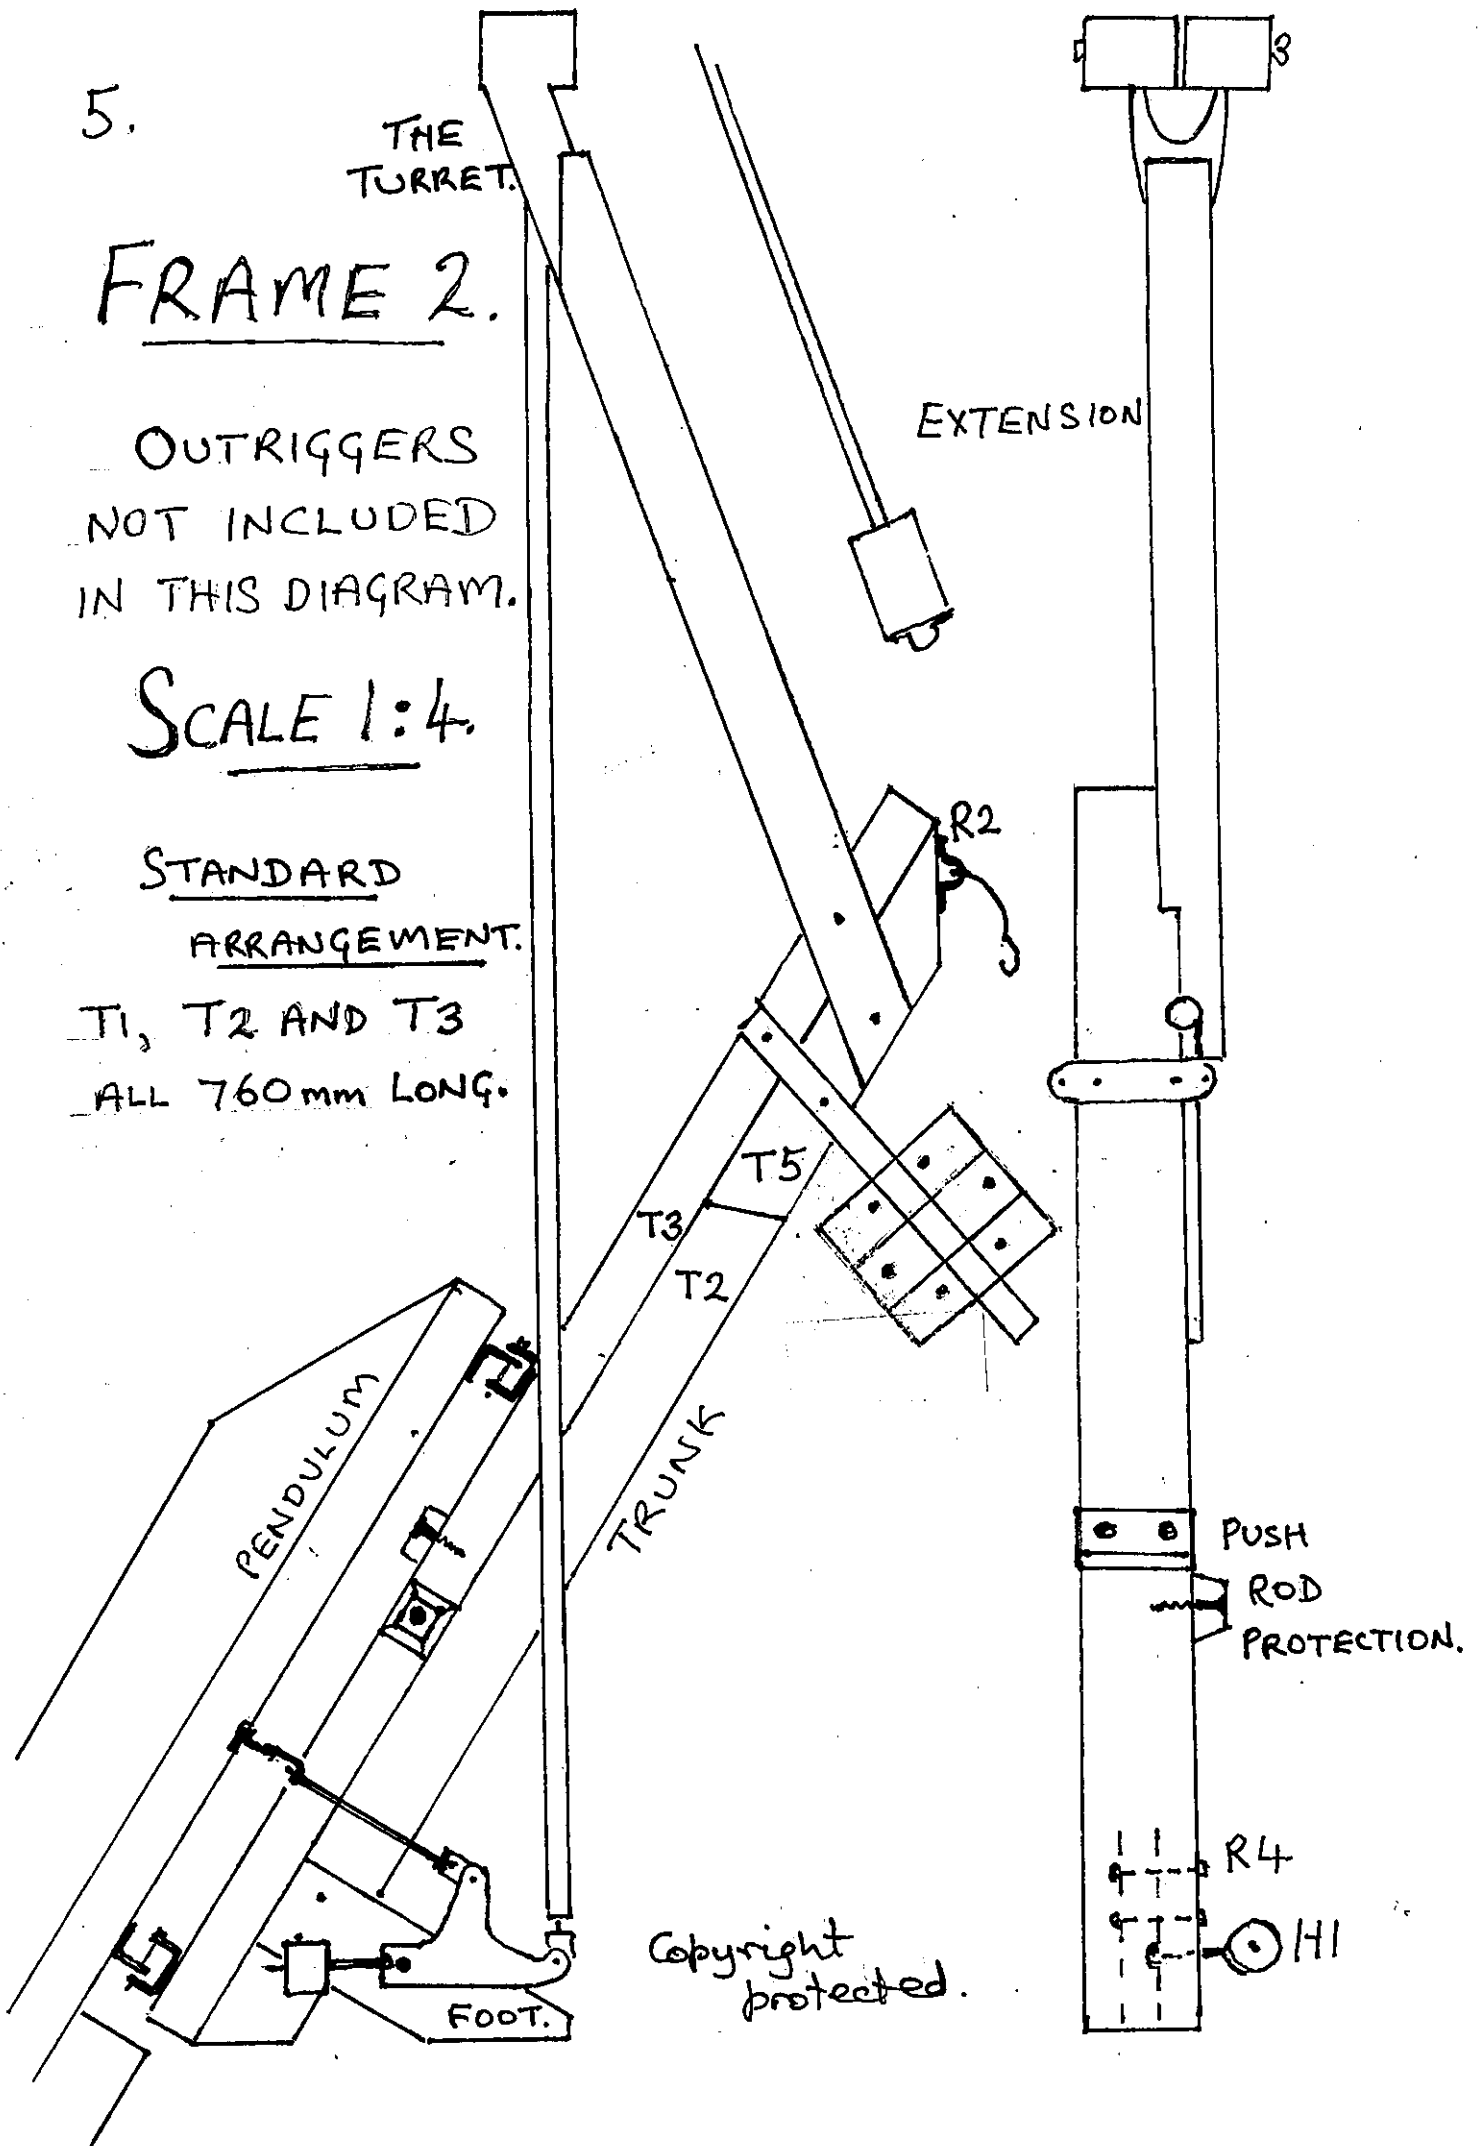 5.
THE
TURRET.
FRAME 2.
OUTRIGGERS
NOT INCLUDED
IN THIS DIAGRAM.
SCALE 1:4.
STANDARD
ARRANGEMENT.
T1, T2 AND T3
ALL 760mm LONG.
EXTENSION
R2
T5
T3
T2
PENDULUM
TRUNK
PUSH
ROD
PROTECTION.
R4
H1
FOOT.
Copyright
protected.